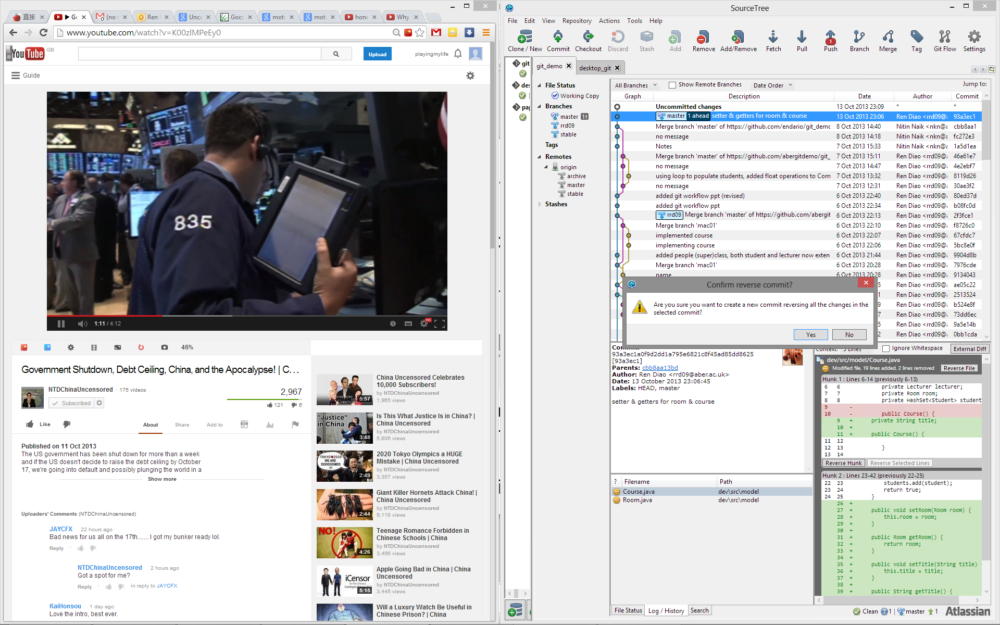 直接
Gc
(no s
Ren
Unco
Gocc
mot
mot
hon
Why
www.youtube.com/watch?v=K00zlMPeEy0
YouTube GB
Upload
playingmylife
Guide
835
1:11 / 4:12
HD
46%
Government Shutdown, Debt Ceiling, China, and the Apocalypse! | C...
NTDChinaUncensored · 175 videos
Subscribed
2,967
121 6
Like
About Share Add to
Published on 11 Oct 2013
The US government has been shut down for more than a week
and if the US doesn't decide to raise the debt ceiling by October
17, we're going into default and possibly plunging the world in a
Show more
Uploaders' Comments (NTDChinaUncensored)
JAYCFX 22 hours ago
Bad news for us all on the 17th....... I got my bunker ready lol.
Reply
NTDChinaUncensored 2 hours ago
Got a spot for me?
Reply in reply to JAYCFX
KaiHonsou 1 day ago
Love the intro, best ever.
5:57
China Uncensored Celebrates
10,000 Subscribers!
by NTDChinaUncensored
1,965 views
"Justice"
in China
3:48
Is This What Justice Is in China? |
China Uncensored
by NTDChinaUncensored
5,806 views
TOKYO 2020
WE ARE
DOOOOMED
!!!
2:49
2020 Tokyo Olympics a HUGE
Mistake | China Uncensored
by NTDChinaUncensored
3,357 views
2:44
Giant Killer Hornets Attack China! |
China Uncensored
by NTDChinaUncensored
9,110 views
NO!
4:26
Teenage Romance Forbidden in
Chinese Schools | China
by NTDChinaUncensored
3,495 views
iCensor
5:15
Apple Going Bad in China | China
Uncensored
by NTDChinaUncensored
3,445 views
Will a Luxury Watch Be Useful in
Chinese Prison? | China
SourceTree
File Edit View Repository Actions Tools Help
Clone / New Commit Checkout Discard Stash Add Remove Add/Remove Fetch Pull Push Branch Merge Tag Git Flow Settings
1
git
des
pap
git_demo
desktop_git
File Status
Working Copy
Branches
master 1↑
rrd09
stable
Tags
Remotes
origin
archive
master
stable
Stashes
All Branches Show Remote Branches Date Order Jump to:
Graph Description Date Author Commit
Uncommitted changes 13 Oct 2013 23:09 * *
master 1 ahead setter & getters for room & course 13 Oct 2013 23:06 Ren Diao <rrd09@a 93a3ec1
Merge branch 'master' of https://github.com/endario/git_demo 8 Oct 2013 14:40 Nitin Naik <nkn@a cbb8aa1
no message 8 Oct 2013 14:18 Nitin Naik <nkn@a fc272e3
Notes 7 Oct 2013 15:33 Nitin Naik <nkn@a 1a5d1ea
Merge branch 'master' of https://github.com/abergitdemo/git_ 7 Oct 2013 15:11 Ren Diao <rrd09@a 46a61e7
no message 7 Oct 2013 14:47 Ren Diao <rrd09@a 4e2ebf7
using loop to populate students, added float operations to Com 7 Oct 2013 13:32 Ren Diao <rrd09@a 8119d26
no message 7 Oct 2013 12:31 Ren Diao <rrd09@a 30ae3f2
added git workflow ppt (revised) 6 Oct 2013 22:40 Ren Diao <rrd09@a 80ed37d
added git workflow ppt 6 Oct 2013 22:34 Ren Diao <rrd09@a b08fc0d
rrd09 Merge branch 'master' of https://github.com/abergit 6 Oct 2013 22:13 Ren Diao <rrd09@a 2f3fce1
Merge branch 'mac01' 6 Oct 2013 22:10 Ren Diao <rrd09@a f8726c0
implemented course 6 Oct 2013 22:07 Ren Diao <rrd09@a 67cfdc7
implementing course 6 Oct 2013 22:06 Ren Diao <rrd09@a 5bc8e0f
added people (super)class, both student and lecturer now exten 6 Oct 2013 21:44 Ren Diao <rrd09@a 9904d8b
Merge branch 'mac01' 6 Oct 2013 20:28 Ren Diao <rrd09@a 7976cde
name 6 Oct 2013 20:28 Ren Diao <rrd09@a 9134043
5 Ren Diao <rrd09@a ae05c22
1 Ren Diao <rrd09@a 2513524
9 Ren Diao <rrd09@a b524e8f
7 Ren Diao <rrd09@a 73dd6ec
5 Ren Diao <rrd09@a 9a5e14b
2 Ren Diao <rrd09@a 0bb1cda
Confirm reverse commit?
Are you sure you want to create a new commit reversing all the changes in the
selected commit?
Yes No
93a3ec1a0f9d2dd1a795e6821c8f45ad85dd8625
[93a3ec1]
Parents: cbb8aa13bd
Author: Ren Diao <rrd09@aber.ac.uk>
Date: 13 October 2013 23:06:45
Labels: HEAD, master
setter & getters for room & course
? Filename Path
Course.java dev\src\model
Room.java dev\src\model
File Status Log / History Search
Context: 3 Lines Ignore Whitespace External Diff
dev/src/model/Course.java
Modified file, 19 lines added, 2 lines removed Reverse File
Hunk 1 : Lines 6-14 (previously 6-13)
6 6 private Lecturer lecturer;
7 7 private Room room;
8 8 private HashSet<Student> student
9 -
10 - public Course() {
9 + private String title;
10 +
11 + public Course() {
11 12
12 13 }
13 14
Reverse Hunk Reverse Selected Lines
Hunk 2 : Lines 23-42 (previously 22-25)
22 23 students.add(student);
23 24 return true;
24 25 }
26 +
27 + public void setRoom(Room room) {
28 + this.room = room;
29 + }
30 +
31 + public Room getRoom() {
32 + return room;
33 + }
34 +
35 + public void setTitle(String title)
36 + this.title = title;
37 + }
38 +
39 + public String getTitle() {
Clean 1 master 1 Atlassian